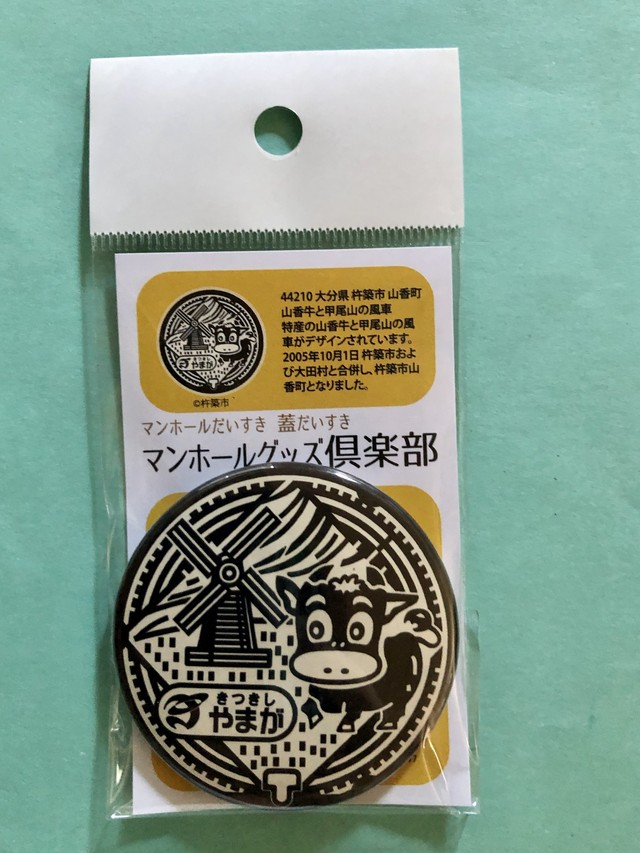 44210 大分県 杵築市 山香町
山香牛と甲尾山の風車
特産の山香牛と甲尾山の風
車がデザインされています。
2005年10月1日 杵築市およ
び大田村と合併し、杵築市山
香町となりました。
やまが
©杵築市
マンホールだいすき 蓋だいすき
マンホールグッズ倶楽部
きつきし
やまが